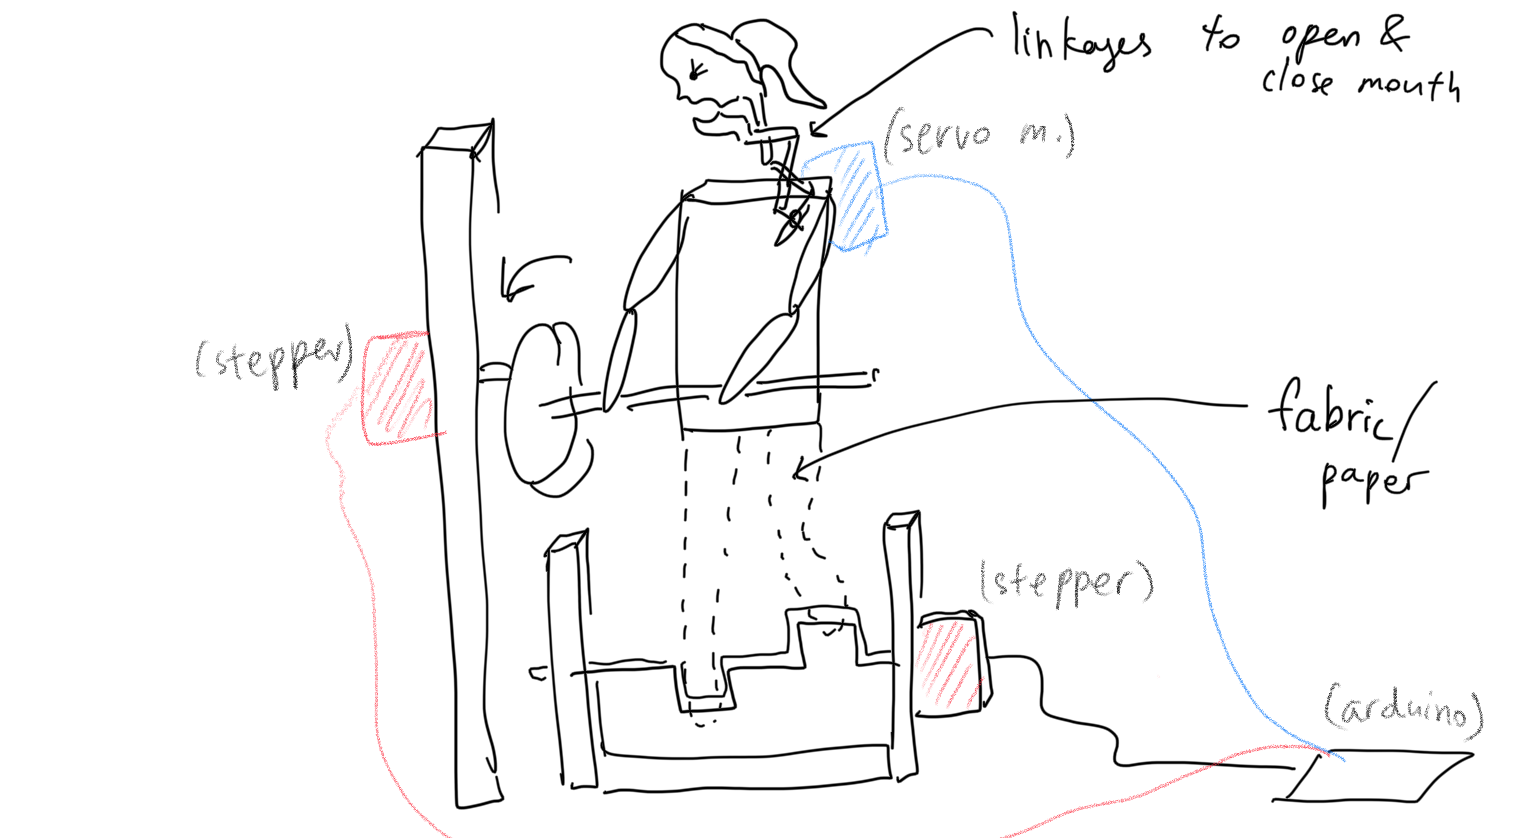 linkages to open &
close mouth
(servo m.)
(stepper)
fabric/
paper
(stepper)
(arduino)